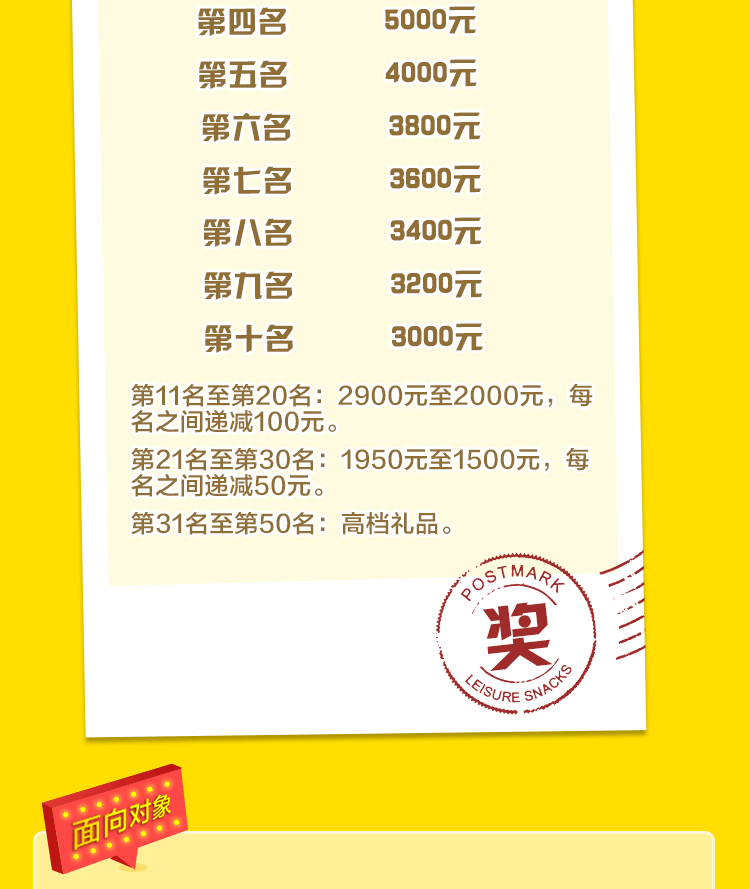 第四名 5000元
第五名 4000元
第六名 3800元
第七名 3600元
第八名 3400元
第九名 3200元
第十名 3000元
第11名至第20名：2900元至2000元，每
名之间递减100元。
第21名至第30名：1950元至1500元，每
名之间递减50元。
第31名至第50名：高档礼品。
POSTMARK
奖
LEISURE SNACKS
面向对象